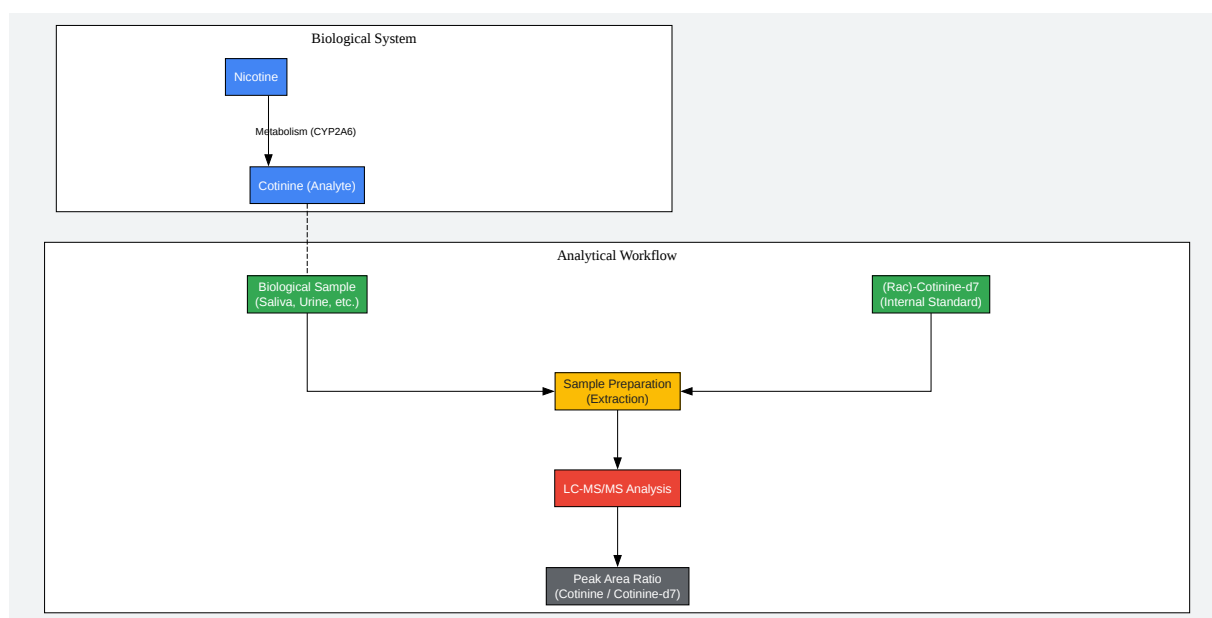 Biological System
Nicotine
Metabolism (CYP2A6)
Cotinine (Analyte)
Analytical Workflow
Biological Sample
(Saliva, Urine, etc.)
(Rac)-Cotinine-d7
(Internal Standard)
Sample Preparation
(Extraction)
LC-MS/MS Analysis
Peak Area Ratio
(Cotinine / Cotinine-d7)